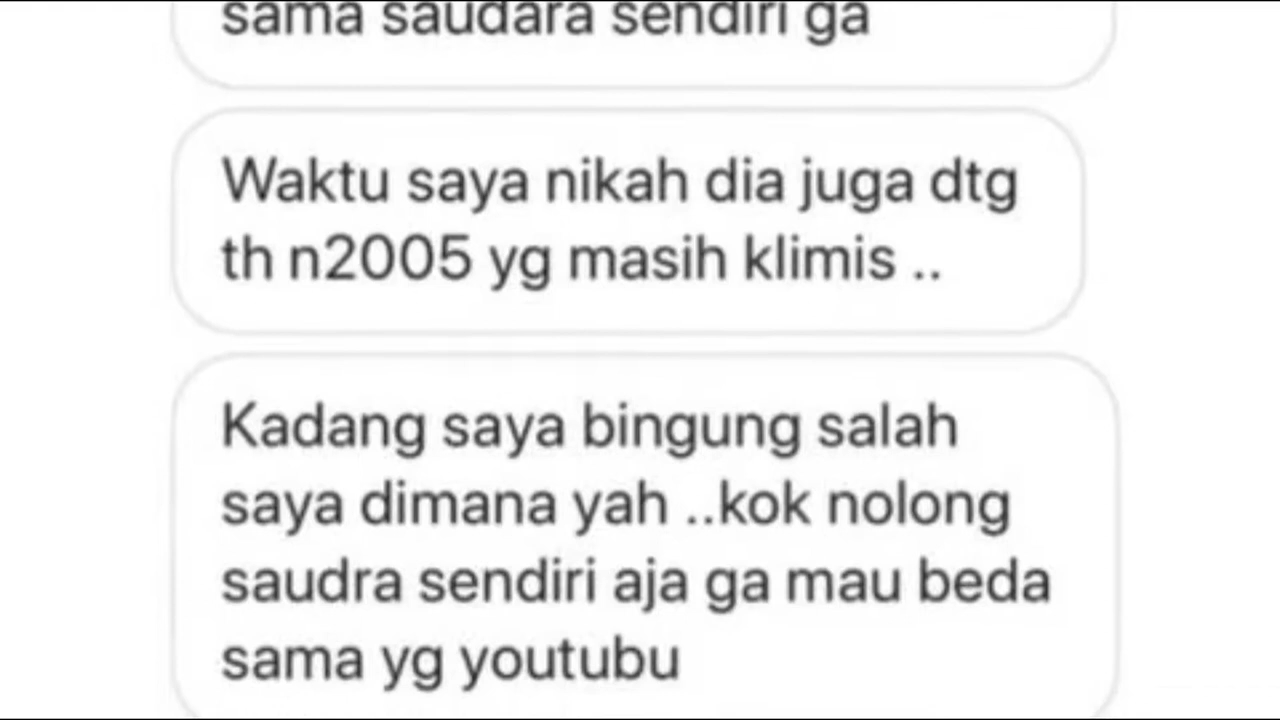 sama saudara sendiri ga
Waktu saya nikah dia juga dtg
th n2005 yg masih klimis ..
Kadang saya bingung salah
saya dimana yah ..kok nolong
saudra sendiri aja ga mau beda
sama yg youtubu